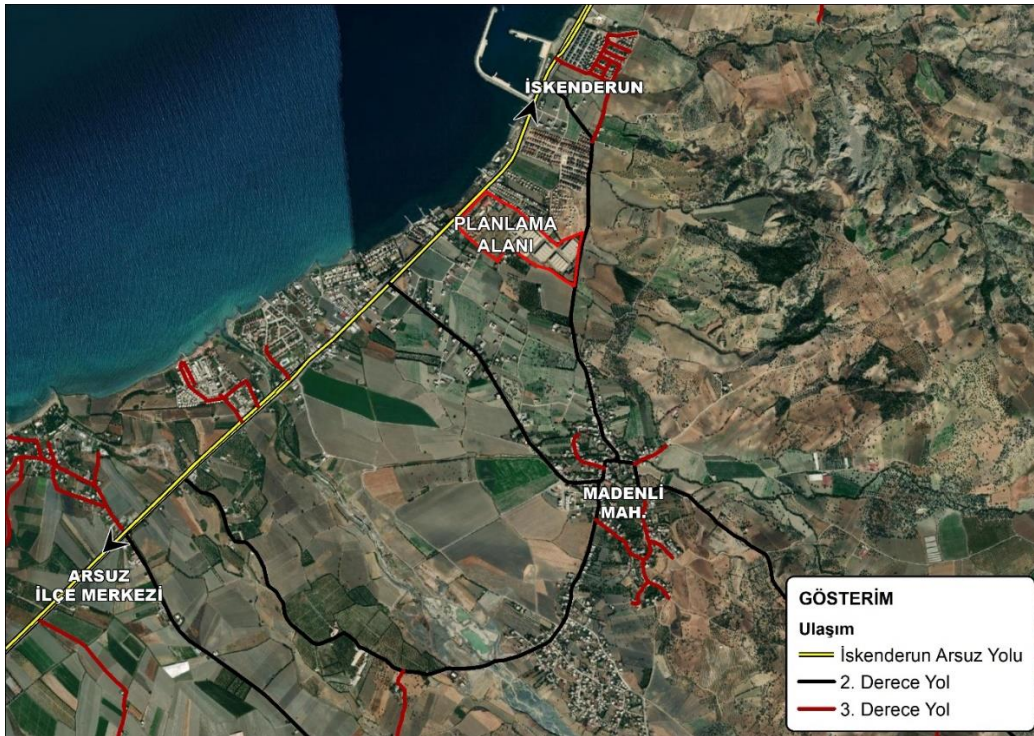 İSKENDERUN
PLANLAMA
ALANI
MADENLİ
MAH.
ARSUZ
İLÇE MERKEZİ
GÖSTERİM
Ulaşım
İskenderun Arsuz Yolu
2. Derece Yol
3. Derece Yol